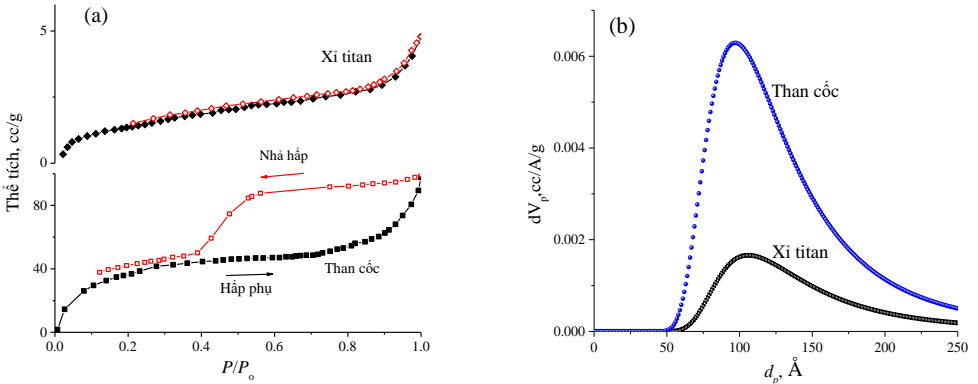 (a)
Xỉ titan
Thể tích, cc/g
5
3
0
Nhả hấp
Than cốc
Hấp phụ
80
40
0
0.0 0.2 0.4 0.6 0.8 1.0
P/Po
(b)
Than cốc
Xỉ titan
dVp,cc/A/g
0.006
0.004
0.002
0.000
0 50 100 150 200 250
dp, Å